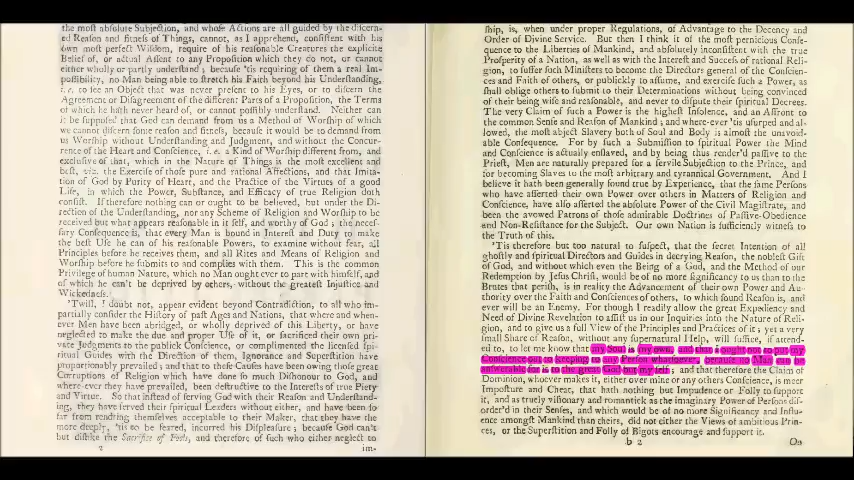 the most absolute Subjection, and whose Actions are all guided by the discern-
ed Reason and fitness of Things, cannot, as I apprehend, consistent with his
own most perfect Wisdom, require of his reasonable Creatures the explicite
Belief of, or actual Assent to any Proposition which they do not, or cannot
either wholly or partly understand; because 'tis requiring of them a real Im-
possibility, no Man being able to stretch his Faith beyond his Understanding,
i.e. to see an Object that was never present to his Eyes, or to discern the
Agreement or Disagreement of the different Parts of a Proposition, the Terms
of which he hath never heard of, or cannot possibly understand. Neither can
it be supposed that God can demand from us a Method of Worship of which
we cannot discern some reason and fitness, because it would be to demand from
us Worship without Understanding and Judgment, and without the Concur-
rence of the Heart and Conscience, i.e. a Kind of Worship different from, and
exclusive of that, which in the Nature of Things is the most excellent and
best, viz. the Exercise of those pure and rational Affections, and that Imita-
tion of God by Purity of Heart, and the Practice of the Virtues of a good
Life, in which the Power, Substance, and Efficacy of true Religion doth
consist. If therefore nothing can or ought to be believed, but under the Di-
rection of the Understanding, nor any Scheme of Religion and Worship to be
received but what appears reasonable in it self, and worthy of God; the neces-
sary Consequence is, that every Man is bound in Interest and Duty to make
the best Use he can of his reasonable Powers, to examine without fear, all
Principles before he receives them, and all Rites and Means of Religion and
Worship before he submits to and complies with them. This is the common
Privilege of human Nature, which no Man ought ever to part with himself, and
of which he can't be deprived by others, without the greatest Injustice and
Wickedness.
'Twill, I doubt not, appear evident beyond Contradiction, to all who im-
partially consider the History of past Ages and Nations, that where and when-
ever Men have been abridged, or wholly deprived of this Liberty, or have
neglected to make the due and proper Use of it, or sacrificed their own pri-
vate Judgments to the publick Conscience, or complimented the licensed spi-
ritual Guides with the Direction of them, Ignorance and Superstition have
proportionably prevailed; and that to these Causes have been owing those great
Corruptions of Religion which have done so much Dishonour to God, and
where-ever they have prevailed, been destructive to the Interests of true Piety
and Virtue. So that instead of serving God with their Reason and Understand-
ing, they have served their spiritual Leaders without either, and have been so
far from rendring themselves acceptable to their Maker, that they have the
more deeply, 'tis to be feared, incurred his Displeasure; because God can't
but dislike the Sacrifice of Fools, and therefore of such who either neglect to
2 im-
ship, is, when under proper Regulations, of Advantage to the Decency and
Order of Divine Service. But then I think it of the most pernicious Conse-
quence to the Liberties of Mankind, and absolutely inconsistent with the true
Prosperity of a Nation, as well as with the Interest and Success of rational Reli-
gion, to suffer such Ministers to become the Directors general of the Conscien-
ces and Faith of others, or publickly to assume, and exercise such a Power, as
shall oblige others to submit to their Determinations without being convinced
of their being wise and reasonable, and never to dispute their spiritual Decrees.
The very Claim of such a Power is the highest Insolence, and an Affront to
the common Sense and Reason of Mankind; and where-ever 'tis usurped and al-
lowed, the most abject Slavery both of Soul and Body is almost the unavoid-
able Consequence. For by such a Submission to spiritual Power the Mind
and Conscience is actually enslaved, and by being thus render'd passive to the
Priest, Men are naturally prepared for a servile Subjection to the Prince, and
for becoming Slaves to the most arbitrary and tyrannical Government. And I
believe it hath been generally found true by Experience, that the same Persons
who have asserted their own Power over others in Matters of Religion and
Conscience, have also asserted the absolute Power of the Civil Magistrate, and
been the avowed Patrons of those admirable Doctrines of Passive-Obedience
and Non-Resistance for the Subject. Our own Nation is sufficiently witness to
the Truth of this.
'Tis therefore but too natural to suspect, that the secret Intention of all
ghostly and spiritual Directors and Guides in decrying Reason, the noblest Gift
of God, and without which even the Being of a God, and the Method of our
Redemption by Jesus Christ, would be of no more significancy to us than to the
Brutes that perish, is in reality the Advancement of their own Power and Au-
thority over the Faith and Consciences of others, to which sound Reason is, and
ever will be an Enemy. For though I readily allow the great Expediency and
Need of Divine Revelation to assist us in our Inquiries into the Nature of Reli-
gion, and to give us a full View of the Principles and Practices of it; yet a very
small Share of Reason, without any supernatural Help, will suffice, if attend-
ed to, to let me know that my Soul is my own, and that I ought not to put my
Conscience out to keeping to any Person whatsoever, because no Man can be
answerable for it to the great God but my self; and that therefore the Claim of
Dominion, whoever makes it, either over mine or any others Conscience, is meer
Imposture and Cheat, that hath nothing but Impudence or Folly to support
it, and as truly visionary and romantick as the imaginary Power of Persons dis-
order'd in their Senses, and which would be of no more Significancy and Influ-
ence amongst Mankind than theirs, did not either the Views of ambitious Prin-
ces, or the Superstition and Folly of Bigots encourage and support it.
b 2 On